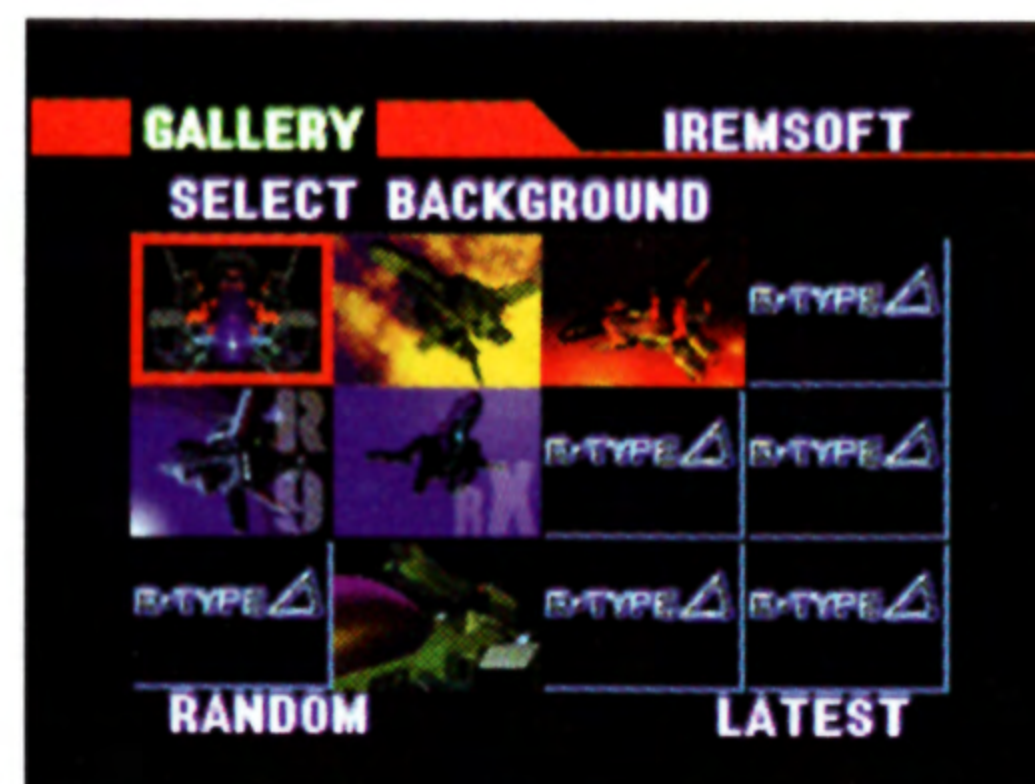 GALLERY IREMSOFT
SELECT BACKGROUND
R·TYPE Δ
R
9
RX
R·TYPE Δ R·TYPE Δ
R·TYPE Δ R·TYPE Δ R·TYPE Δ
RANDOM LATEST